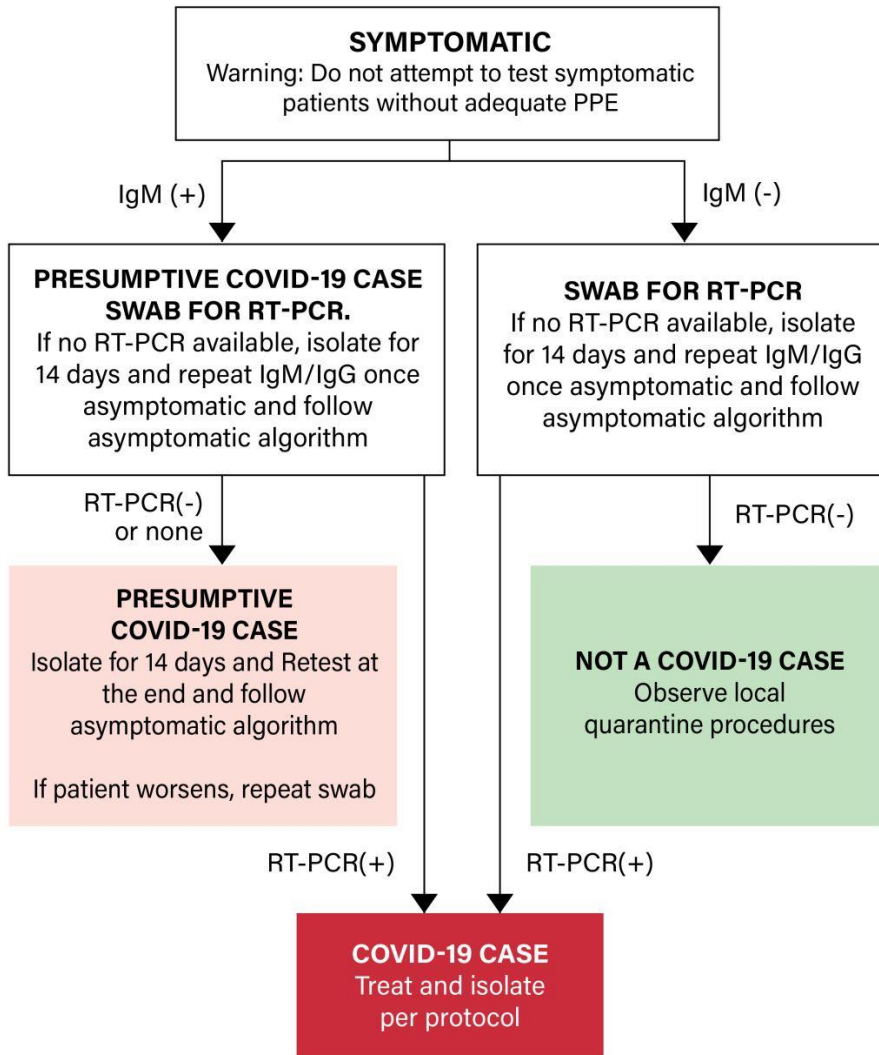 SYMPTOMATIC
Warning: Do not attempt to test symptomatic
patients without adequate PPE
IgM (+)
IgM (-)
PRESUMPTIVE COVID-19 CASE
SWAB FOR RT-PCR.
If no RT-PCR available, isolate for
14 days and repeat IgM/IgG once
asymptomatic and follow
asymptomatic algorithm
SWAB FOR RT-PCR
If no RT-PCR available, isolate
for 14 days and repeat IgM/IgG
once asymptomatic and follow
asymptomatic algorithm
RT-PCR(-)
or none
RT-PCR(-)
PRESUMPTIVE
COVID-19 CASE
Isolate for 14 days and Retest at
the end and follow
asymptomatic algorithm
If patient worsens, repeat swab
NOT A COVID-19 CASE
Observe local
quarantine procedures
RT-PCR(+)
RT-PCR(+)
COVID-19 CASE
Treat and isolate
per protocol